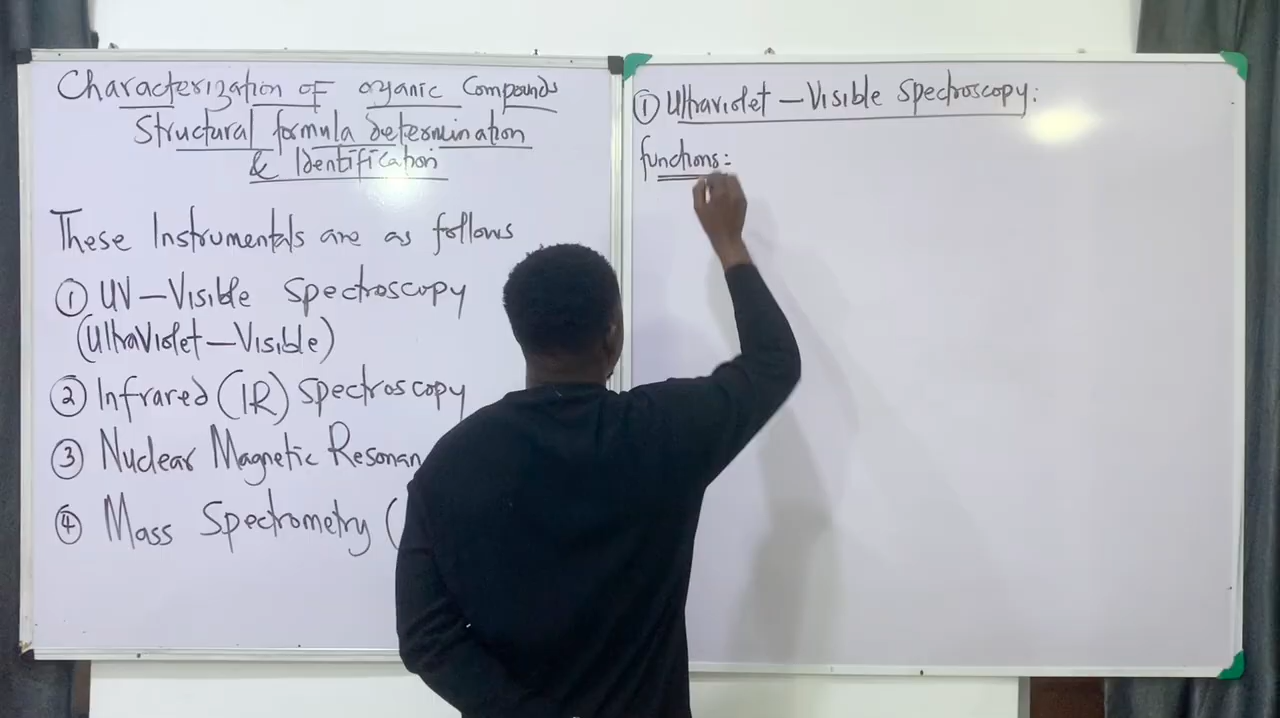 Characterization of organic Compounds
Structural formula determination
& Identification
These Instrumentals are as follows
① UV-Visible Spectroscopy
(Ultraviolet-Visible)
② Infrared (IR) Spectroscopy
③ Nuclear Magnetic Resonan
④ Mass Spectrometry (
① Ultraviolet-Visible Spectroscopy:
functions: